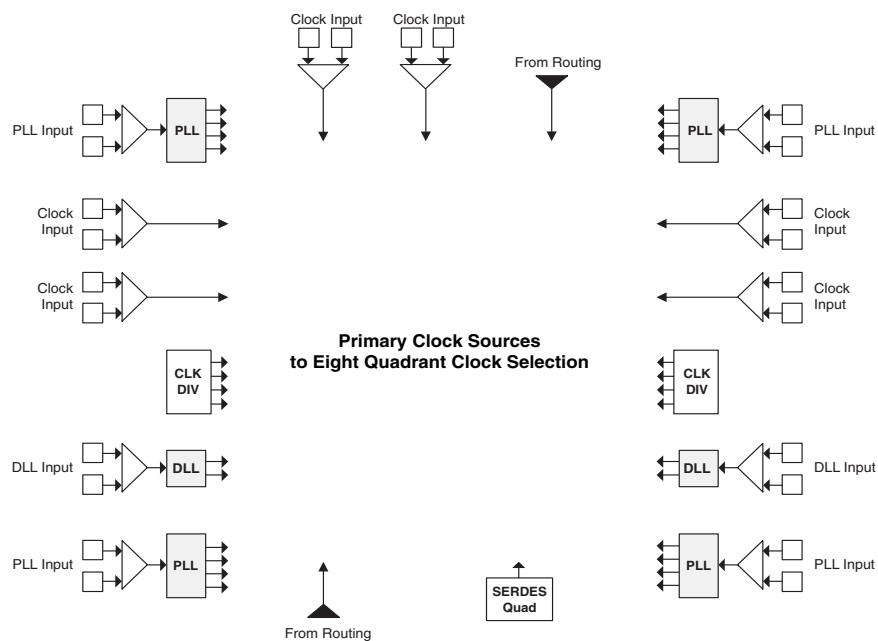 Clock Input
Clock Input
From Routing
PLL Input
PLL
PLL
PLL Input
Clock
Input
Clock
Input
Clock
Input
Clock
Input
Primary Clock Sources
to Eight Quadrant Clock Selection
CLK
DIV
CLK
DIV
DLL Input
DLL
DLL
DLL Input
PLL Input
PLL
PLL
PLL Input
SERDES
Quad
From Routing